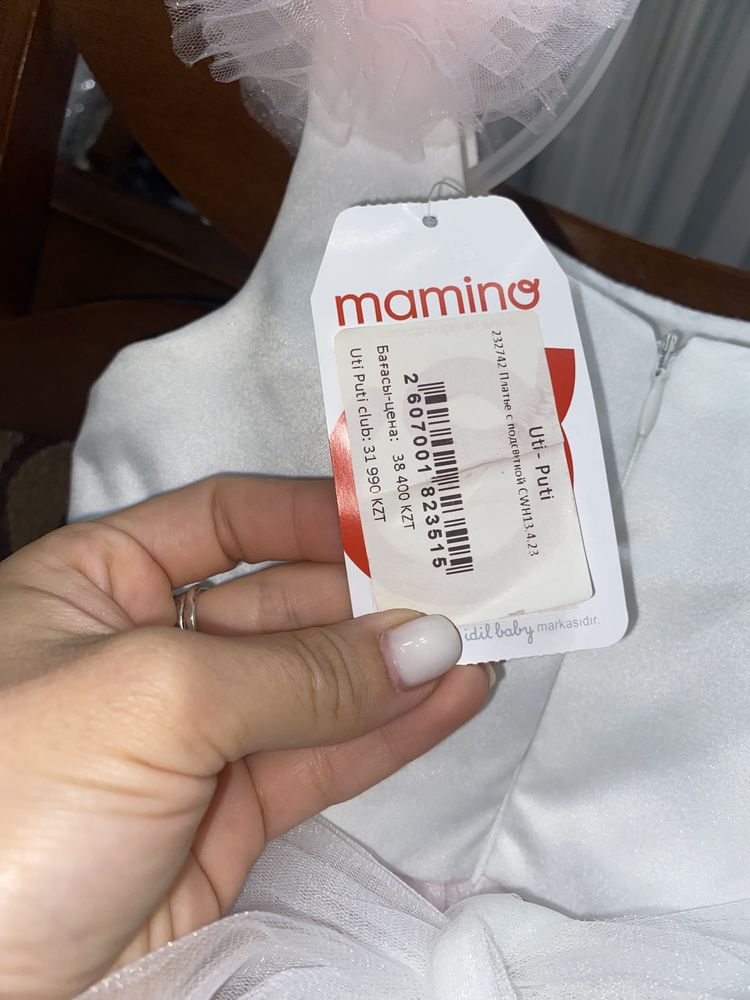 mamino
Uti - Puti
232742 Платье с подсветкой CWH13.4.23
2 607001 823515
Бағасы-цена: 38 400 KZT
Uti Puti club: 31 990 KZT
idil baby markasıdır.